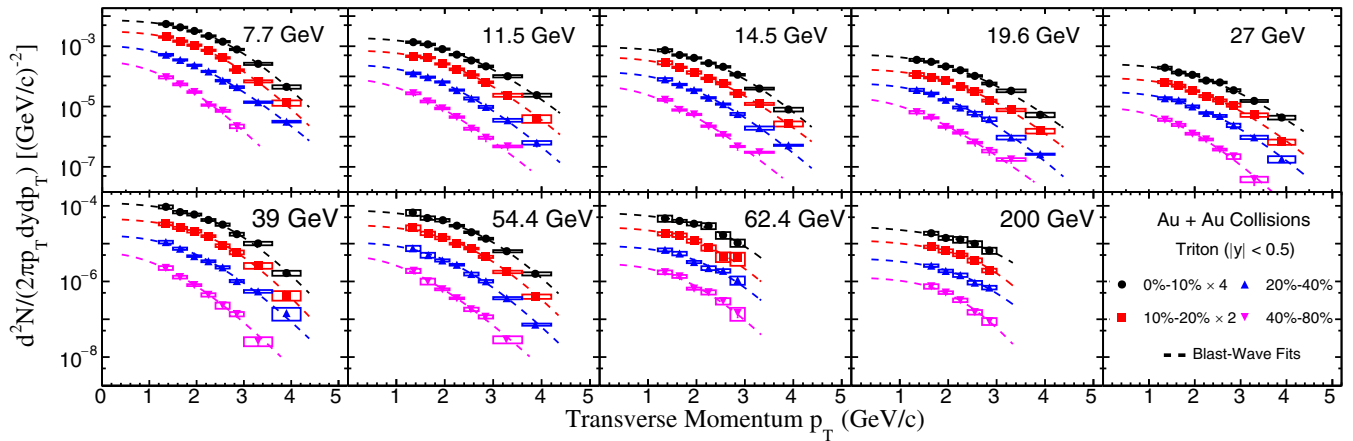 d²N/(2πp_T dydp_T) [(GeV/c)⁻²]
10⁻³
10⁻⁵
10⁻⁷
7.7 GeV
11.5 GeV
14.5 GeV
19.6 GeV
27 GeV
10⁻⁴
10⁻⁶
10⁻⁸
39 GeV
54.4 GeV
62.4 GeV
200 GeV
Au + Au Collisions
Triton (|y| < 0.5)
0%-10% × 4
20%-40%
10%-20% × 2
40%-80%
Blast-Wave Fits
0 1 2 3 4 5 1 2 3 4 5 1 2 3 4 5 1 2 3 4 5 1 2 3 4 5
Transverse Momentum p_T (GeV/c)